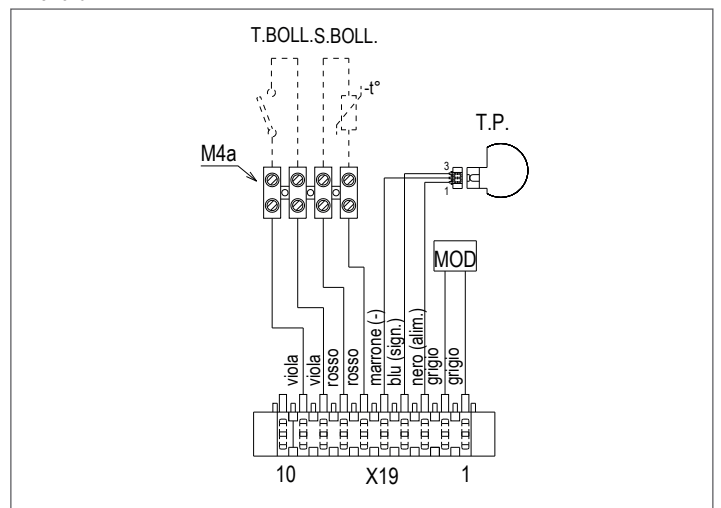 T.BOLL. S.BOLL.
-t°
T.P.
M4a
3
1
MOD
viola
viola
rosso
rosso
marrone (-)
blu (sign.)
nero (alim.)
grigio
grigio
10
X19
1